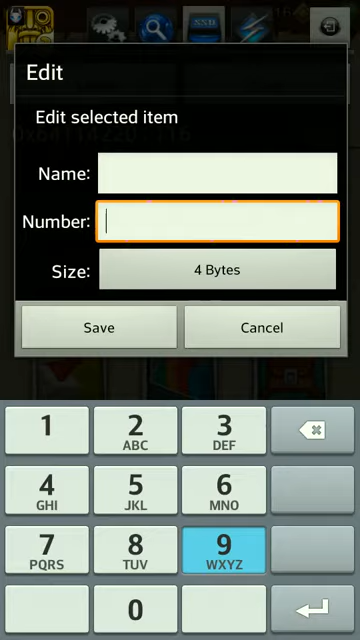 SSD
Edit
Edit selected item
Name:
Number:
Size: 4 Bytes
Save Cancel
1 2 ABC 3 DEF
4 GHI 5 JKL 6 MNO
7 PQRS 8 TUV 9 WXYZ
0